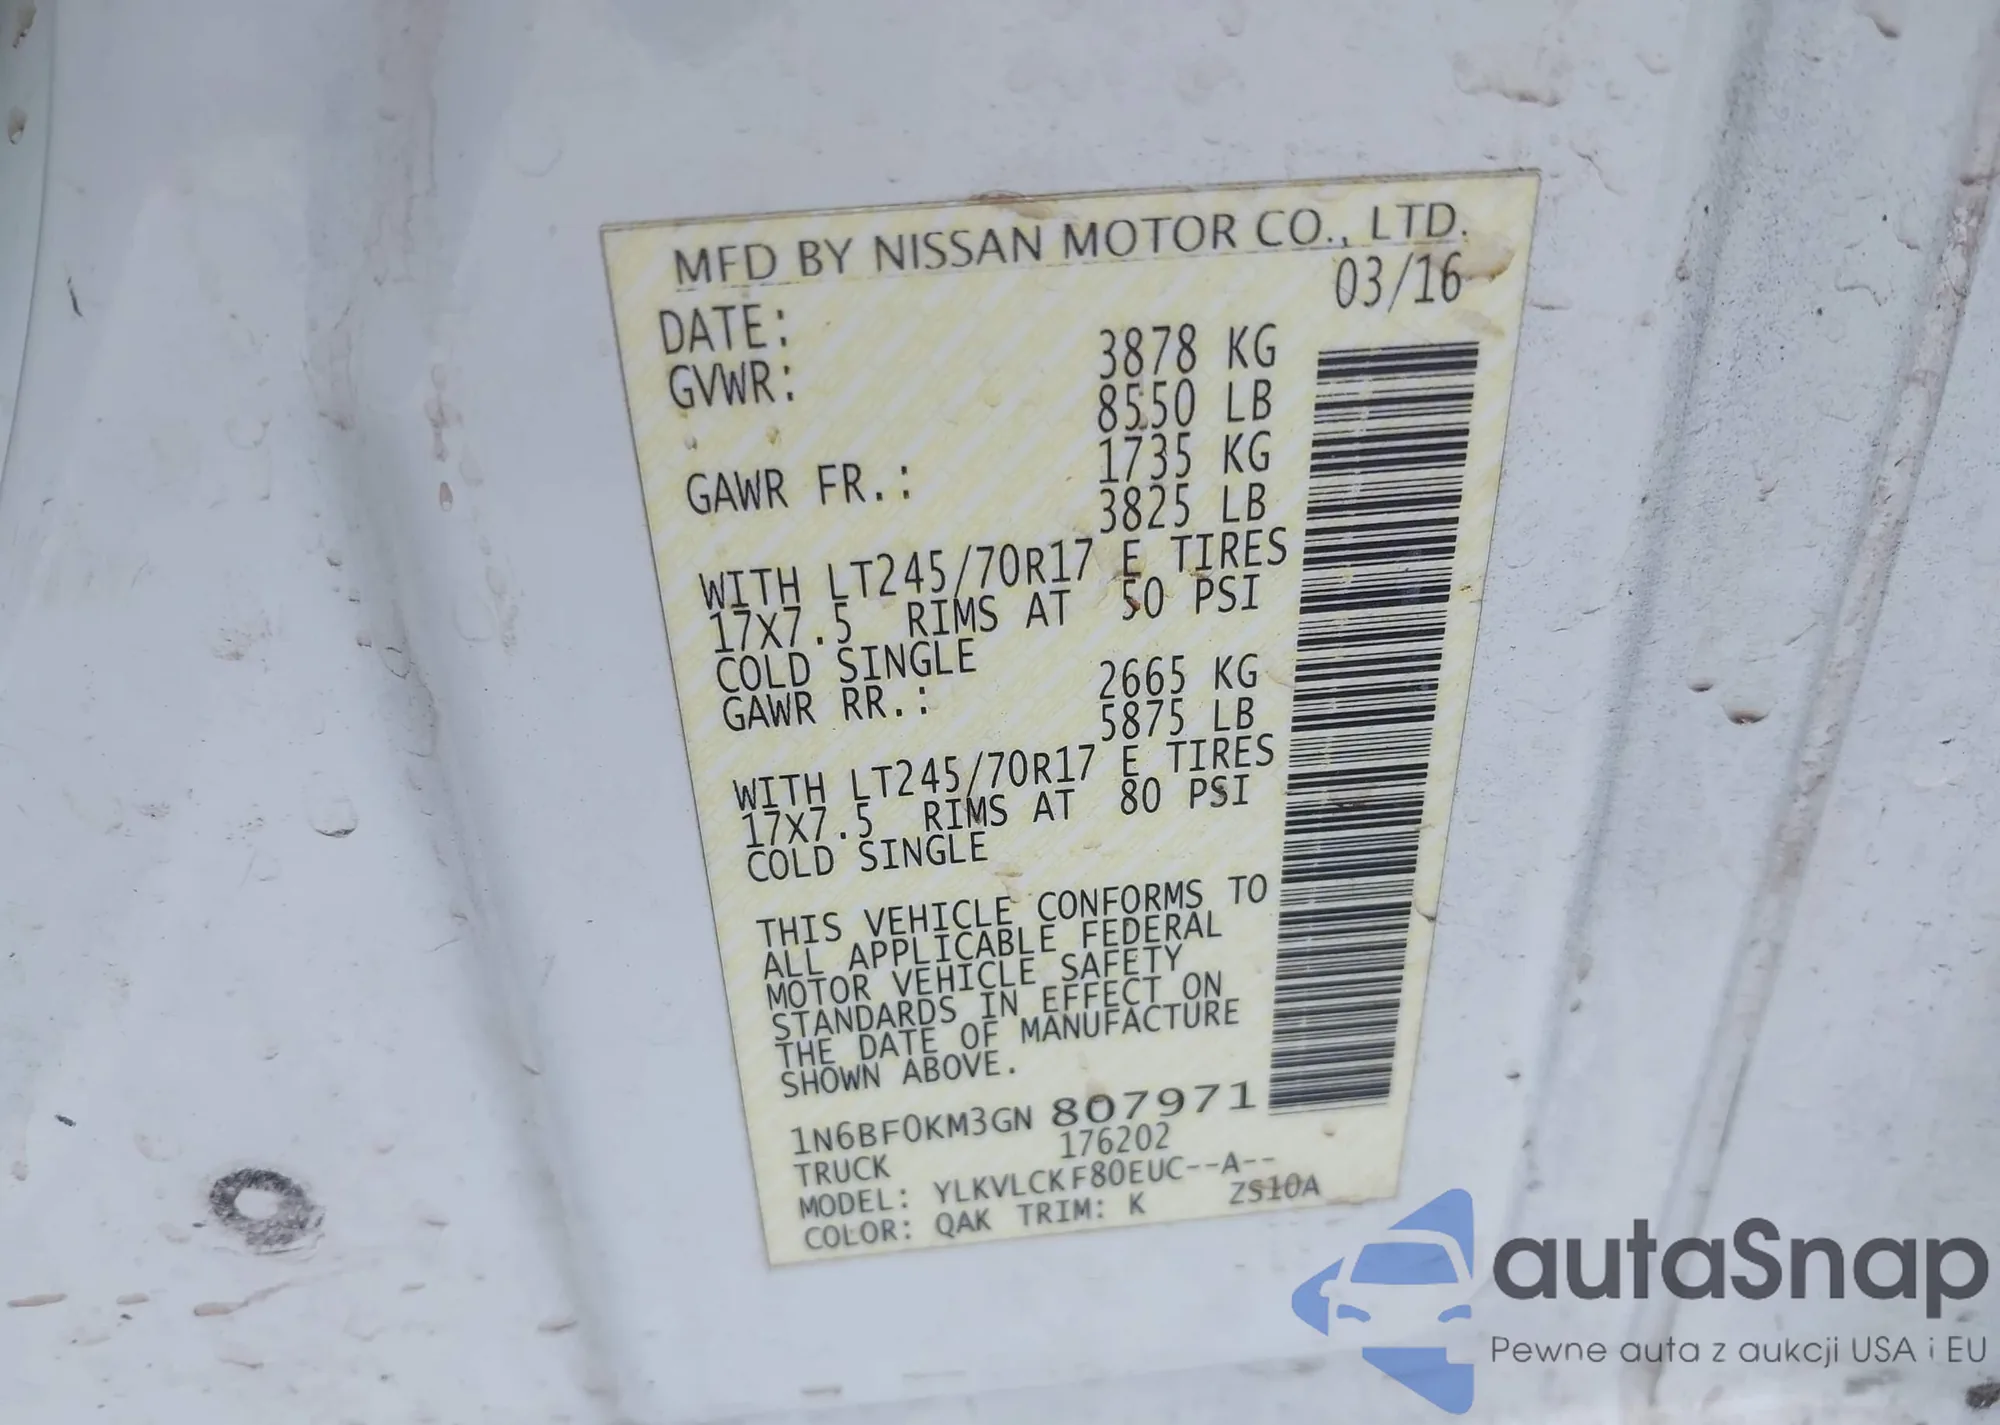 MFD BY NISSAN MOTOR CO., LTD.
DATE: 03/16
GVWR: 3878 KG
8550 LB
GAWR FR.: 1735 KG
3825 LB
WITH LT245/70R17 E TIRES
17X7.5 RIMS AT 50 PSI
COLD SINGLE
GAWR RR.: 2665 KG
5875 LB
WITH LT245/70R17 E TIRES
17X7.5 RIMS AT 80 PSI
COLD SINGLE
THIS VEHICLE CONFORMS TO
ALL APPLICABLE FEDERAL
MOTOR VEHICLE SAFETY
STANDARDS IN EFFECT ON
THE DATE OF MANUFACTURE
SHOWN ABOVE.
1N6BF0KM3GN 807971
TRUCK 176202
MODEL: YLKVLCKF80EUC--A--
COLOR: QAK TRIM: K ZS10A
autaSnap
Pewne auta z aukcji USA i EU